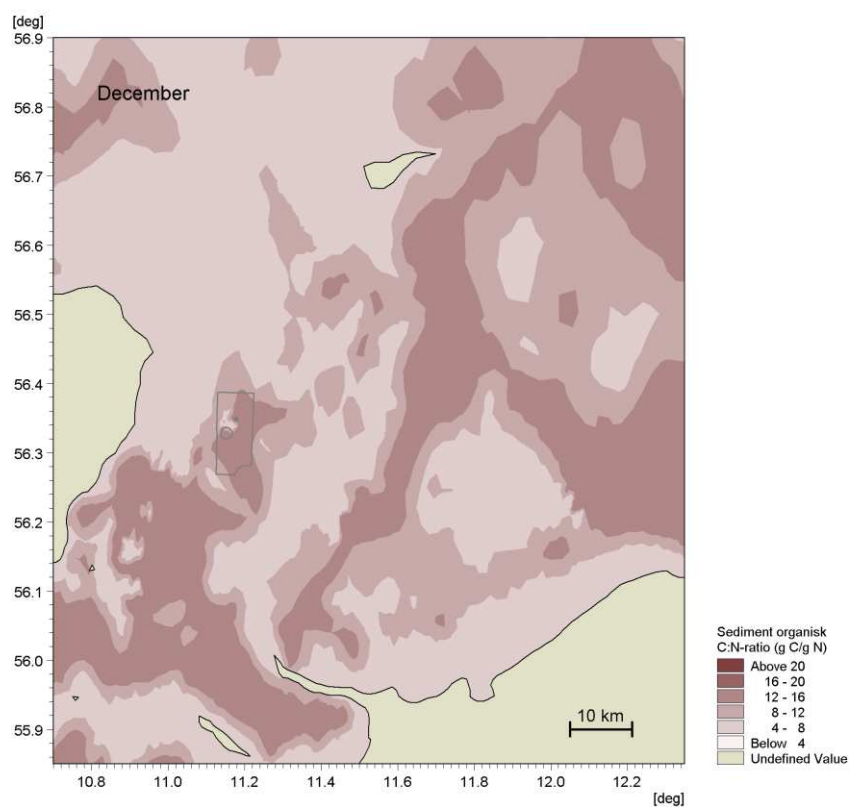 [deg]
56.9
December
56.8
56.7
56.6
56.5
56.4
56.3
56.2
56.1
56.0
55.9
10 km
10.8 11.0 11.2 11.4 11.6 11.8 12.0 12.2
[deg]
Sediment organisk
C:N-ratio (g C/g N)
Above 20
16 - 20
12 - 16
8 - 12
4 - 8
Below 4
Undefined Value